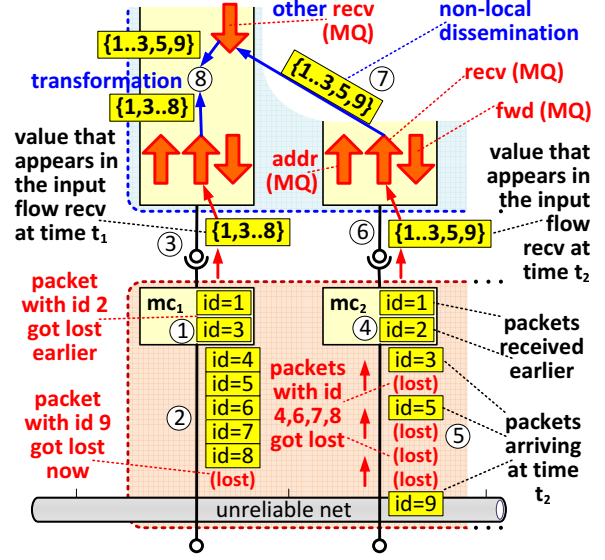 other recv
(MQ)
non-local
dissemination
{1..3,5,9}
transformation 8
{1,3..8}
{1..3,5,9}
7
recv (MQ)
fwd (MQ)
addr
(MQ)
value that
appears in
the input
flow recv
at time t1
value that
appears in
the input
flow
recv at
time t2
3
{1,3..8}
6
{1..3,5,9}
packet
with id 2
got lost
earlier
mc1
id=1
1
id=3
mc2
id=1
4
id=2
packets
received
earlier
id=4
id=5
id=6
id=7
id=8
(lost)
2
packet
with id 9
got lost
now
packets
with id
4,6,7,8
got lost
id=3
(lost)
id=5
(lost)
(lost)
(lost)
id=9
5
packets
arriving
at time
t2
unreliable net